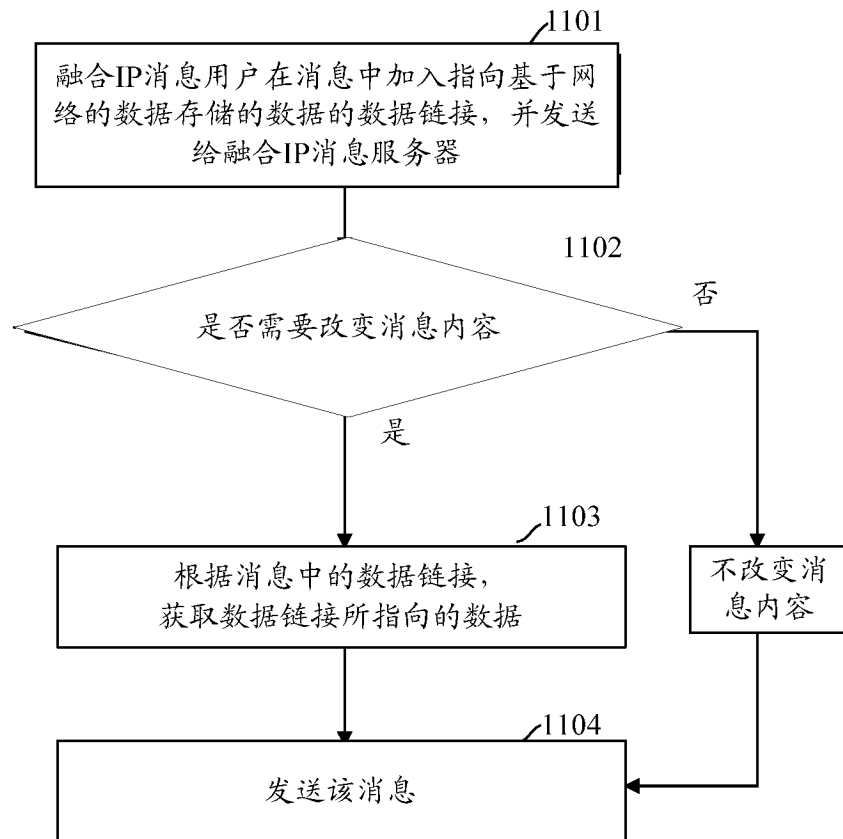 1101
融合IP消息用户在消息中加入指向基于网
络的数据存储的数据的数据链接，并发送
给融合IP消息服务器
1102
是否需要改变消息内容
否
是
1103
根据消息中的数据链接，
获取数据链接所指向的数据
不改变消
息内容
1104
发送该消息